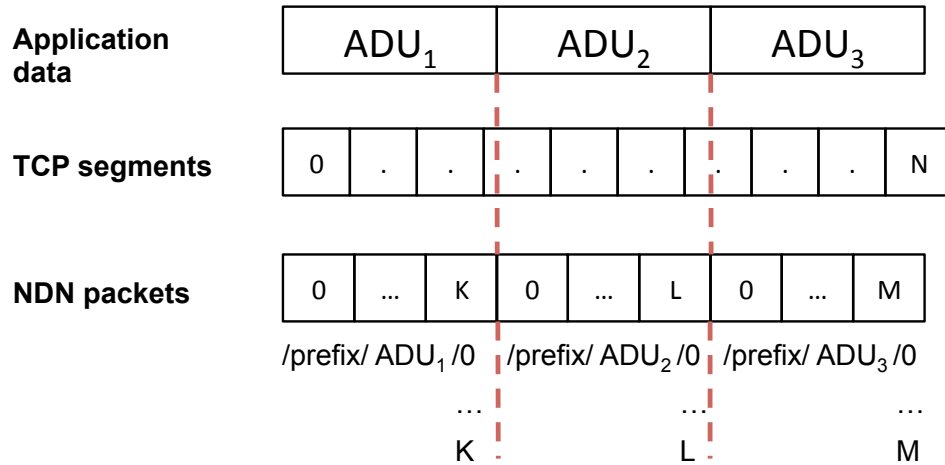 Application data ADU₁ ADU₂ ADU₃
TCP segments 0 . . . . . . . . N
NDN packets 0 ... K 0 ... L 0 ... M
/prefix/ ADU₁ /0 /prefix/ ADU₂ /0 /prefix/ ADU₃ /0
... ... ...
K L M